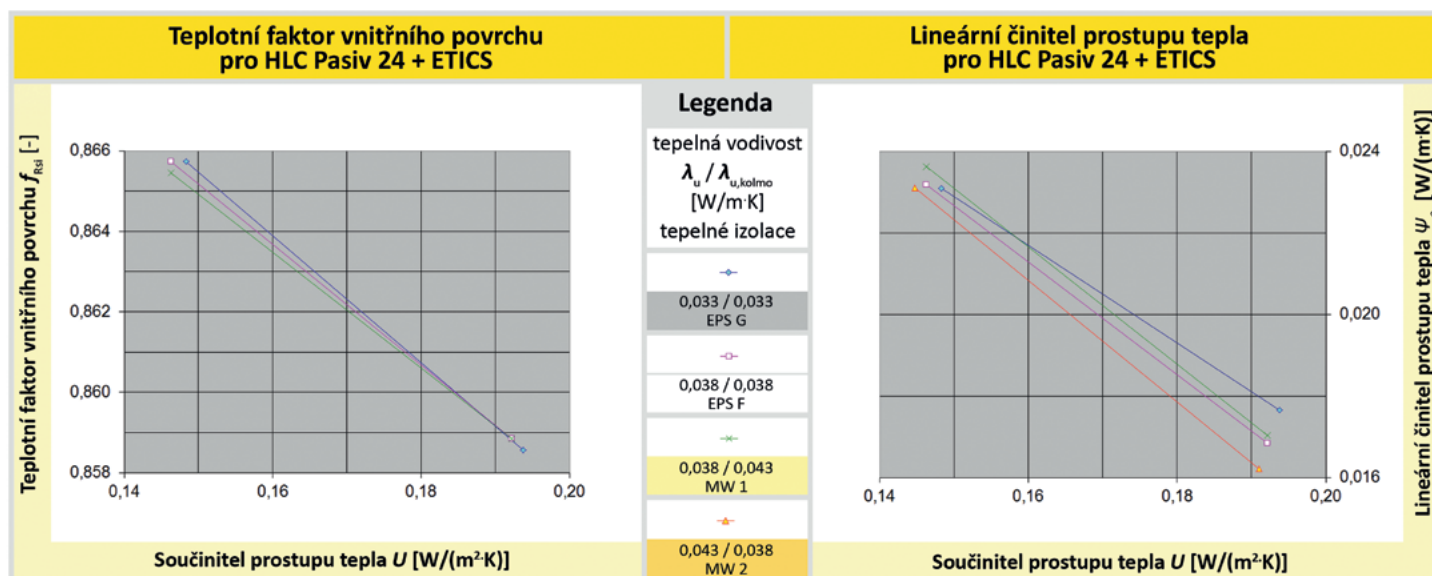 Teplotní faktor vnitřního povrchu
pro HLC Pasiv 24 + ETICS
Lineární činitel prostupu tepla
pro HLC Pasiv 24 + ETICS
Teplotní faktor vnitřního povrchu f_Rsi [-]
0,866
0,864
0,862
0,860
0,858
0,14
0,16
0,18
0,20
Součinitel prostupu tepla U [W/(m²·K)]
Legenda
tepelná vodivost
λ_u / λ_u,kolmo
[W/m·K]
tepelné izolace
0,033 / 0,033
EPS G
0,038 / 0,038
EPS F
0,038 / 0,043
MW 1
0,043 / 0,038
MW 2
0,024
0,020
0,016
0,14
0,16
0,18
0,20
Součinitel prostupu tepla U [W/(m²·K)]
Lineární činitel prostupu tepla Ψ [W/(m·K)]